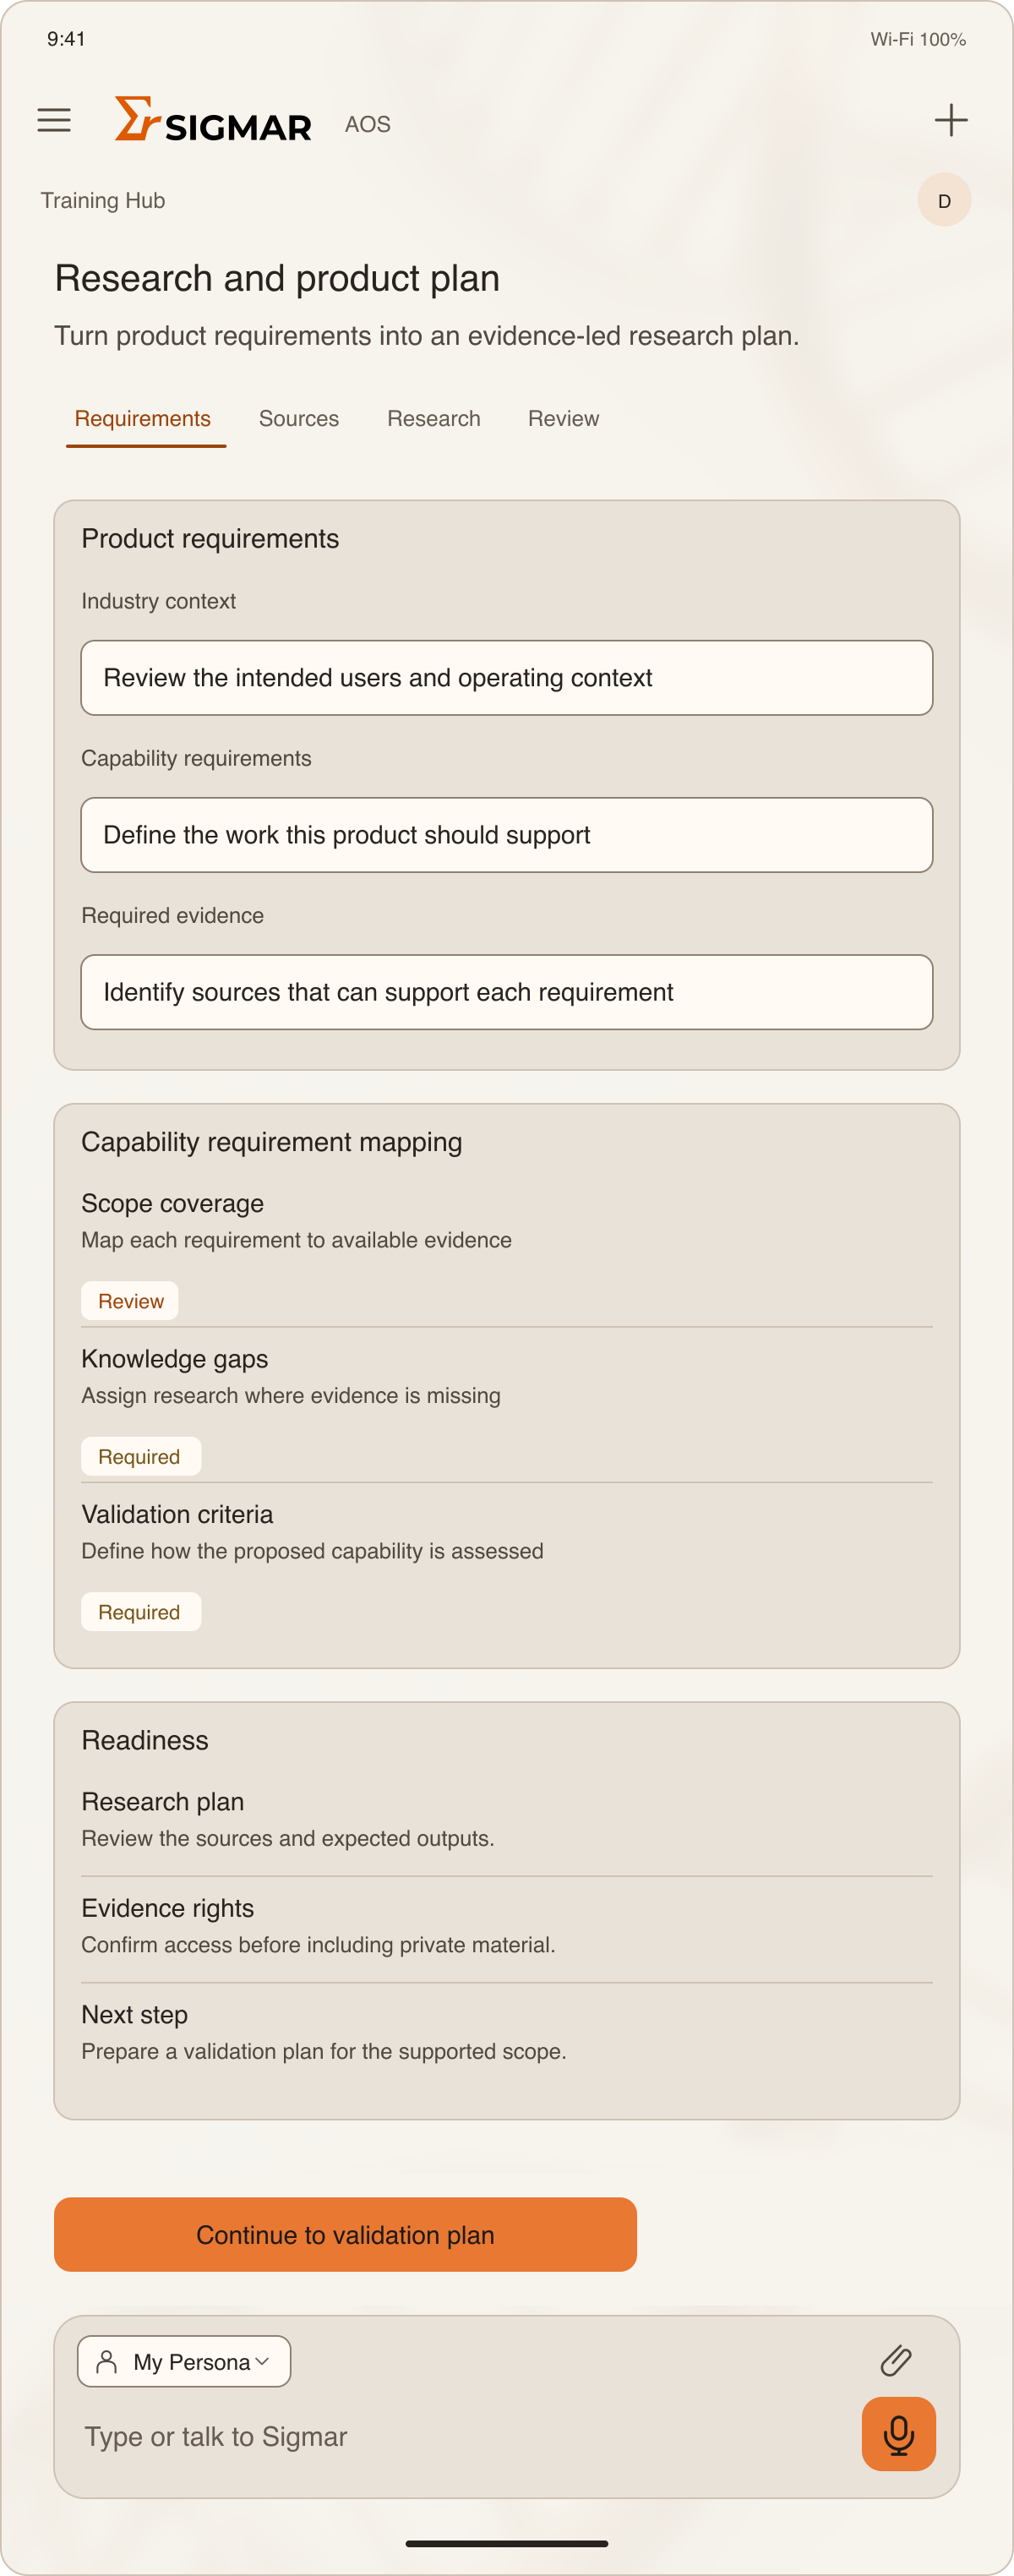 9:41
Wi-Fi 100%
Σr SIGMAR AOS
Training Hub
D
Research and product plan
Turn product requirements into an evidence-led research plan.
Requirements Sources Research Review
Product requirements
Industry context
Review the intended users and operating context
Capability requirements
Define the work this product should support
Required evidence
Identify sources that can support each requirement
Capability requirement mapping
Scope coverage
Map each requirement to available evidence
Review
Knowledge gaps
Assign research where evidence is missing
Required
Validation criteria
Define how the proposed capability is assessed
Required
Readiness
Research plan
Review the sources and expected outputs.
Evidence rights
Confirm access before including private material.
Next step
Prepare a validation plan for the supported scope.
Continue to validation plan
My Persona
Type or talk to Sigmar